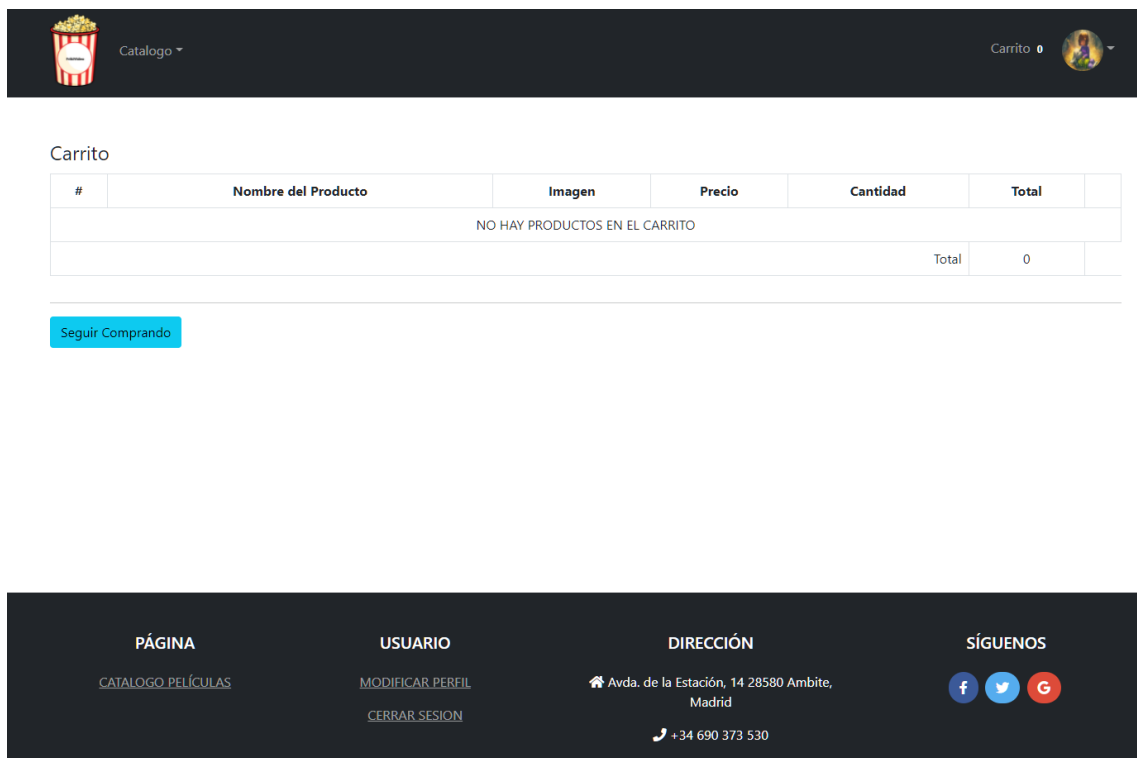 Catalogo
Carrito 0
Carrito
# Nombre del Producto Imagen Precio Cantidad Total
NO HAY PRODUCTOS EN EL CARRITO
Total 0
Seguir Comprando
PÁGINA
CATALOGO PELÍCULAS
USUARIO
MODIFICAR PERFIL
CERRAR SESION
DIRECCIÓN
Avda. de la Estación, 14 28580 Ambite,
Madrid
+34 690 373 530
SÍGUENOS
f
G